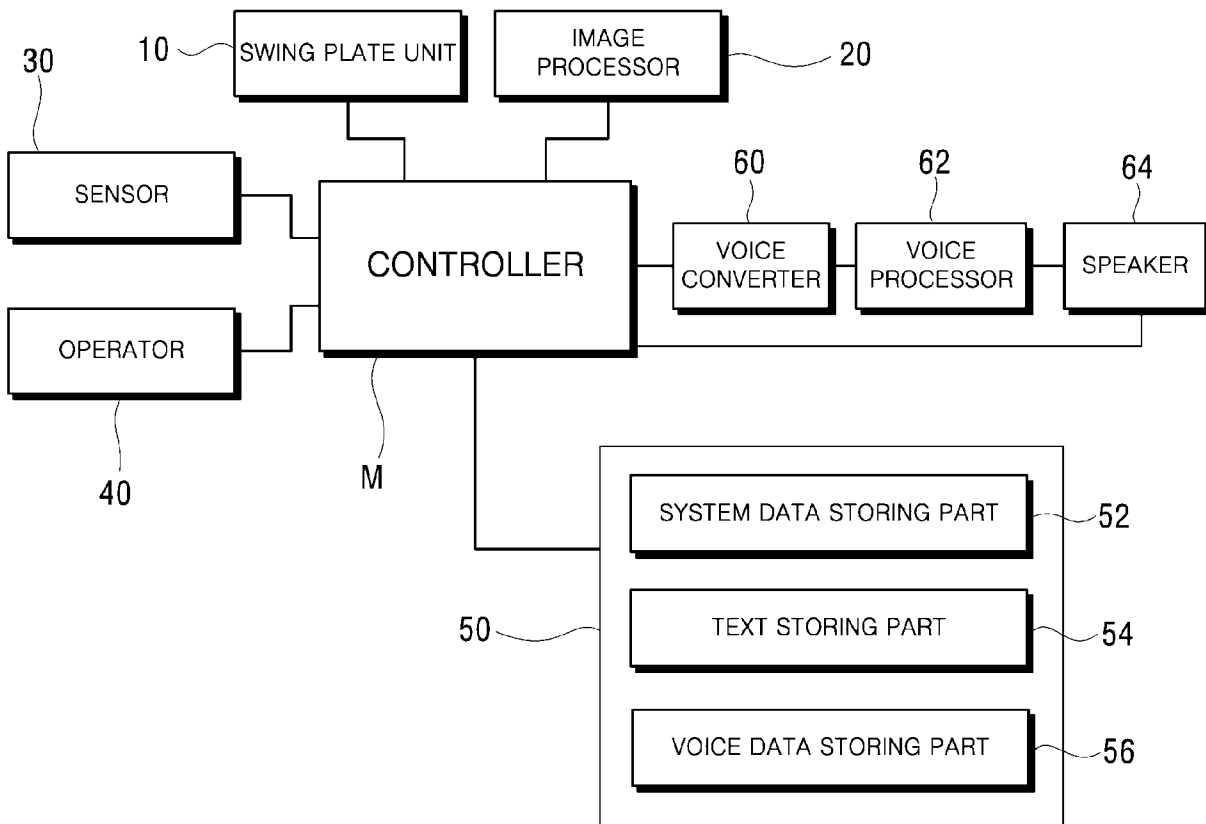 10
SWING PLATE UNIT
IMAGE
PROCESSOR
20
30
SENSOR
CONTROLLER
60
VOICE
CONVERTER
62
VOICE
PROCESSOR
64
SPEAKER
OPERATOR
40
M
50
SYSTEM DATA STORING PART
52
TEXT STORING PART
54
VOICE DATA STORING PART
56